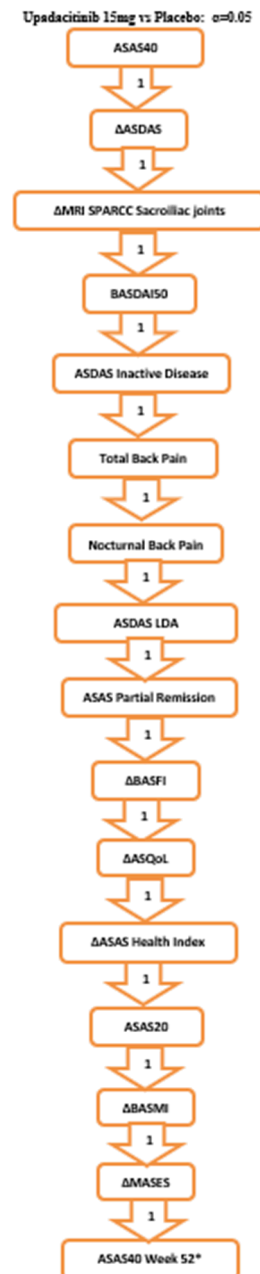 Upadacitinib 15mg vs Placebo: α=0.05
ASAS40
1
ΔASDAS
1
ΔMRI SPARCC Sacroiliac joints
1
BASDAI50
1
ASDAS Inactive Disease
1
Total Back Pain
1
Nocturnal Back Pain
1
ASDAS LDA
1
ASAS Partial Remission
1
ΔBASFI
1
ΔASQoL
1
ΔASAS Health Index
1
ASAS20
1
ΔBASMI
1
ΔMASES
1
ASAS40 Week 52*